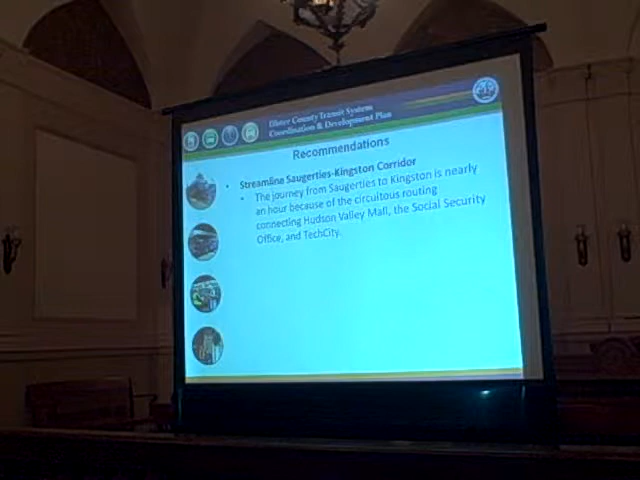 Ulster County Transit System
Coordination & Development Plan
Recommendations
• Streamline Saugerties-Kingston Corridor
• The journey from Saugerties to Kingston is nearly
an hour because of the circuitous routing
connecting Hudson Valley Mall, the Social Security
Office, and TechCity.